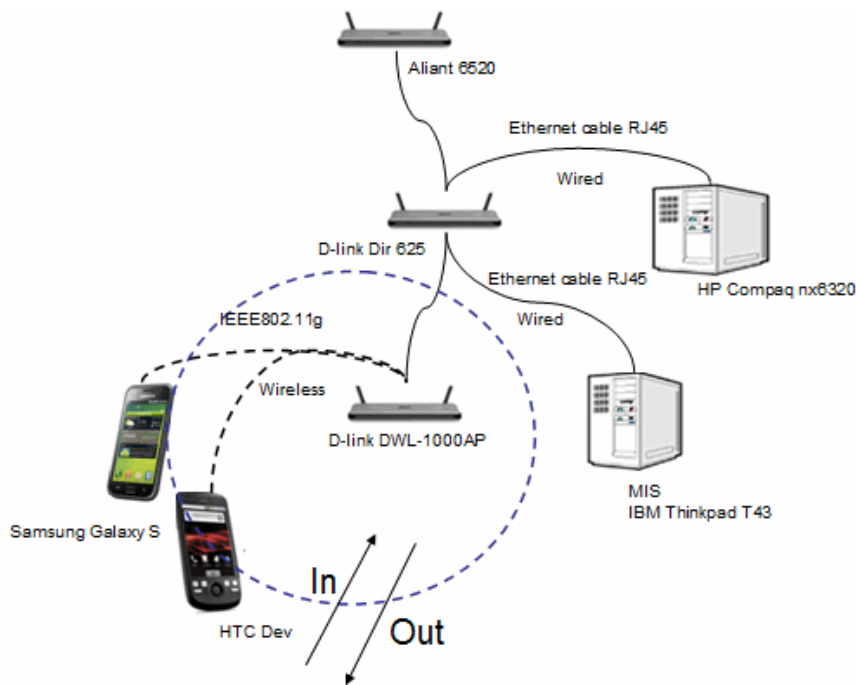 Aliant 6520
Ethernet cable RJ45
Wired
D-link Dir 625
HP Compaq nx6320
Ethernet cable RJ45
Wired
IEEE802.11g
Wireless
D-link DWL-1000AP
MIS
IBM Thinkpad T43
Samsung Galaxy S
In
Out
HTC Dev